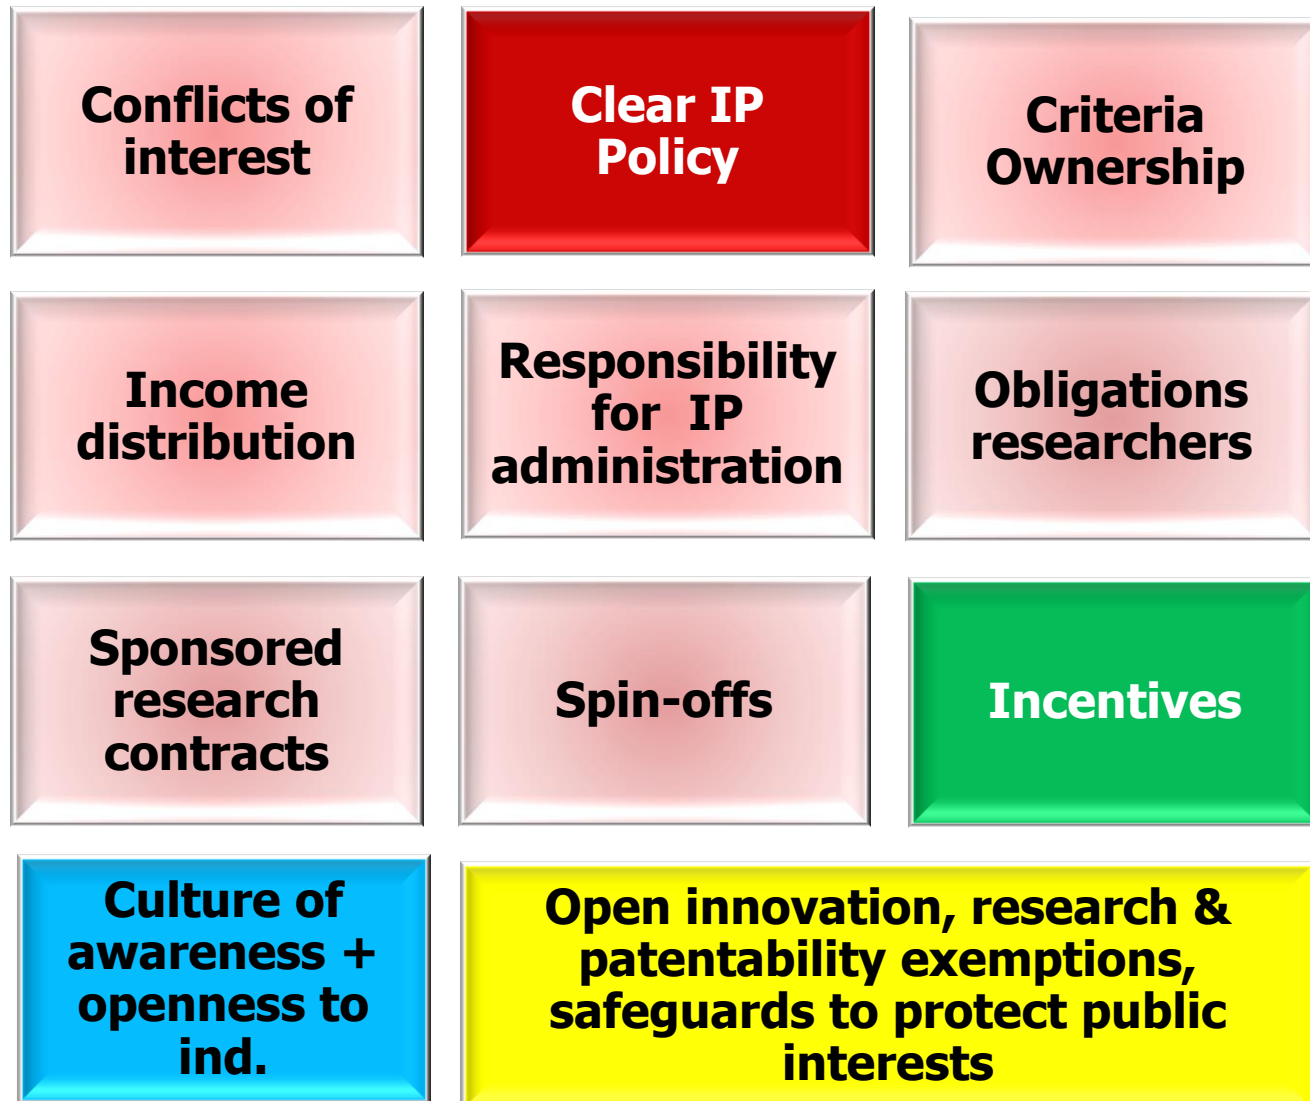 Conflicts of
interest
Clear IP
Policy
Criteria
Ownership
Income
distribution
Responsibility
for IP
administration
Obligations
researchers
Sponsored
research
contracts
Spin-offs
Incentives
Culture of
awareness +
openness to
ind.
Open innovation, research &
patentability exemptions,
safeguards to protect public
interests